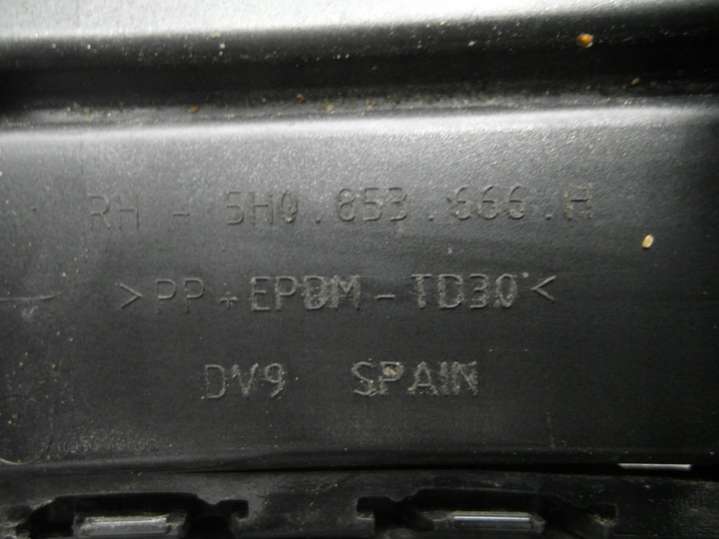 RH - 5H0.853.666.H
>PP+EPDM-TD30<
DV9 SPAIN